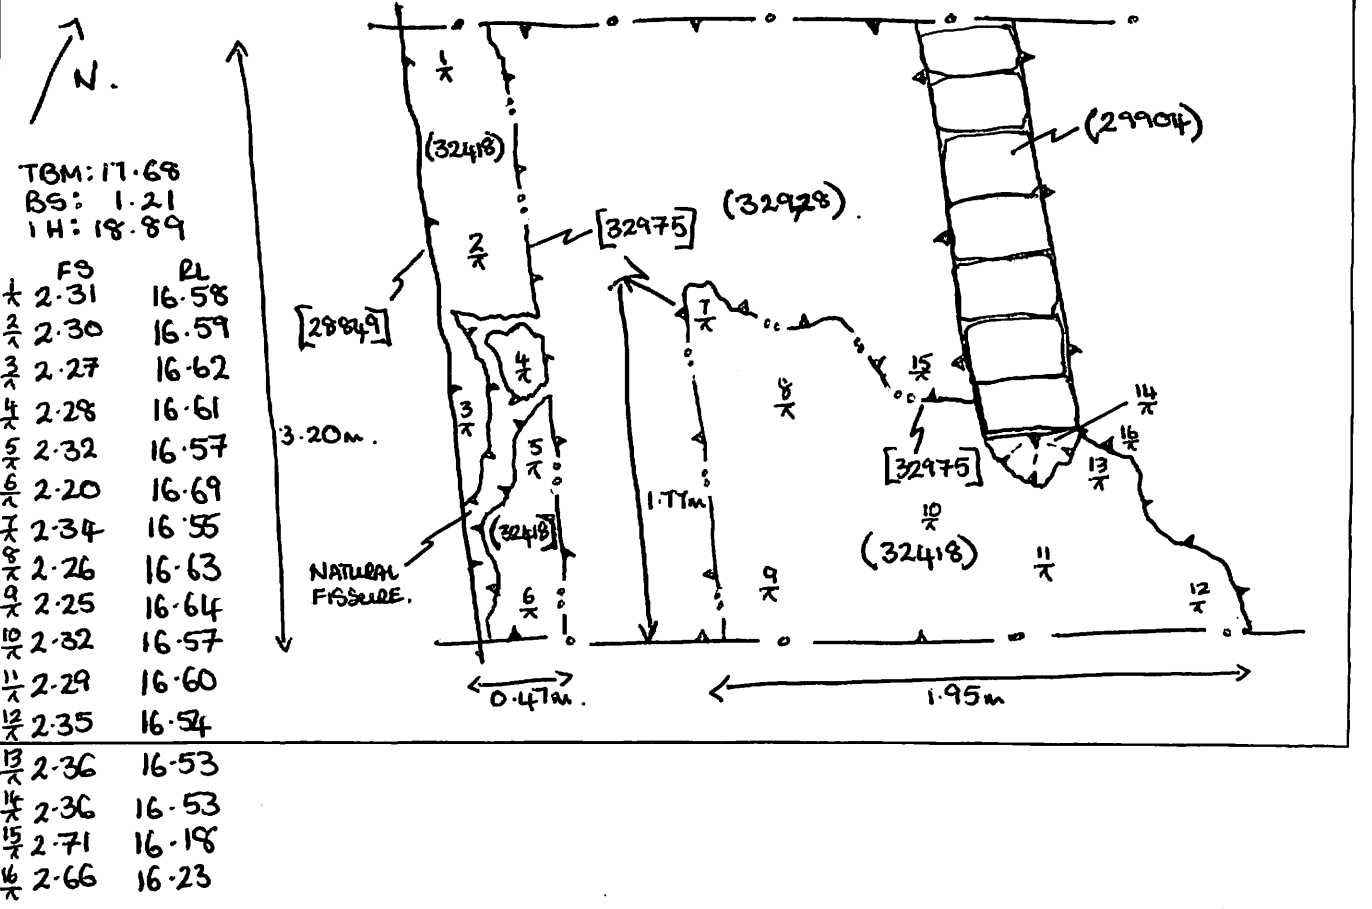 N.
TBM: 17.68
BS: 1.21
IH: 18.89
FS RL
1 2.31 16.58
2 2.30 16.59
3 2.27 16.62
4 2.28 16.61
5 2.32 16.57
6 2.20 16.69
7 2.34 16.55
8 2.26 16.63
9 2.25 16.64
10 2.32 16.57
11 2.29 16.60
12 2.35 16.54
13 2.36 16.53
14 2.36 16.53
15 2.71 16.18
16 2.66 16.23
3.20m.
1
(32418)
2
[28849]
[32975]
(32928).
(29904)
3
4
5
(32418]
6
NATURAL
FISSURE.
7
8
15
14
16
13
[32975]
1.77m
10
(32418)
11
9
12
0.47m.
1.95m